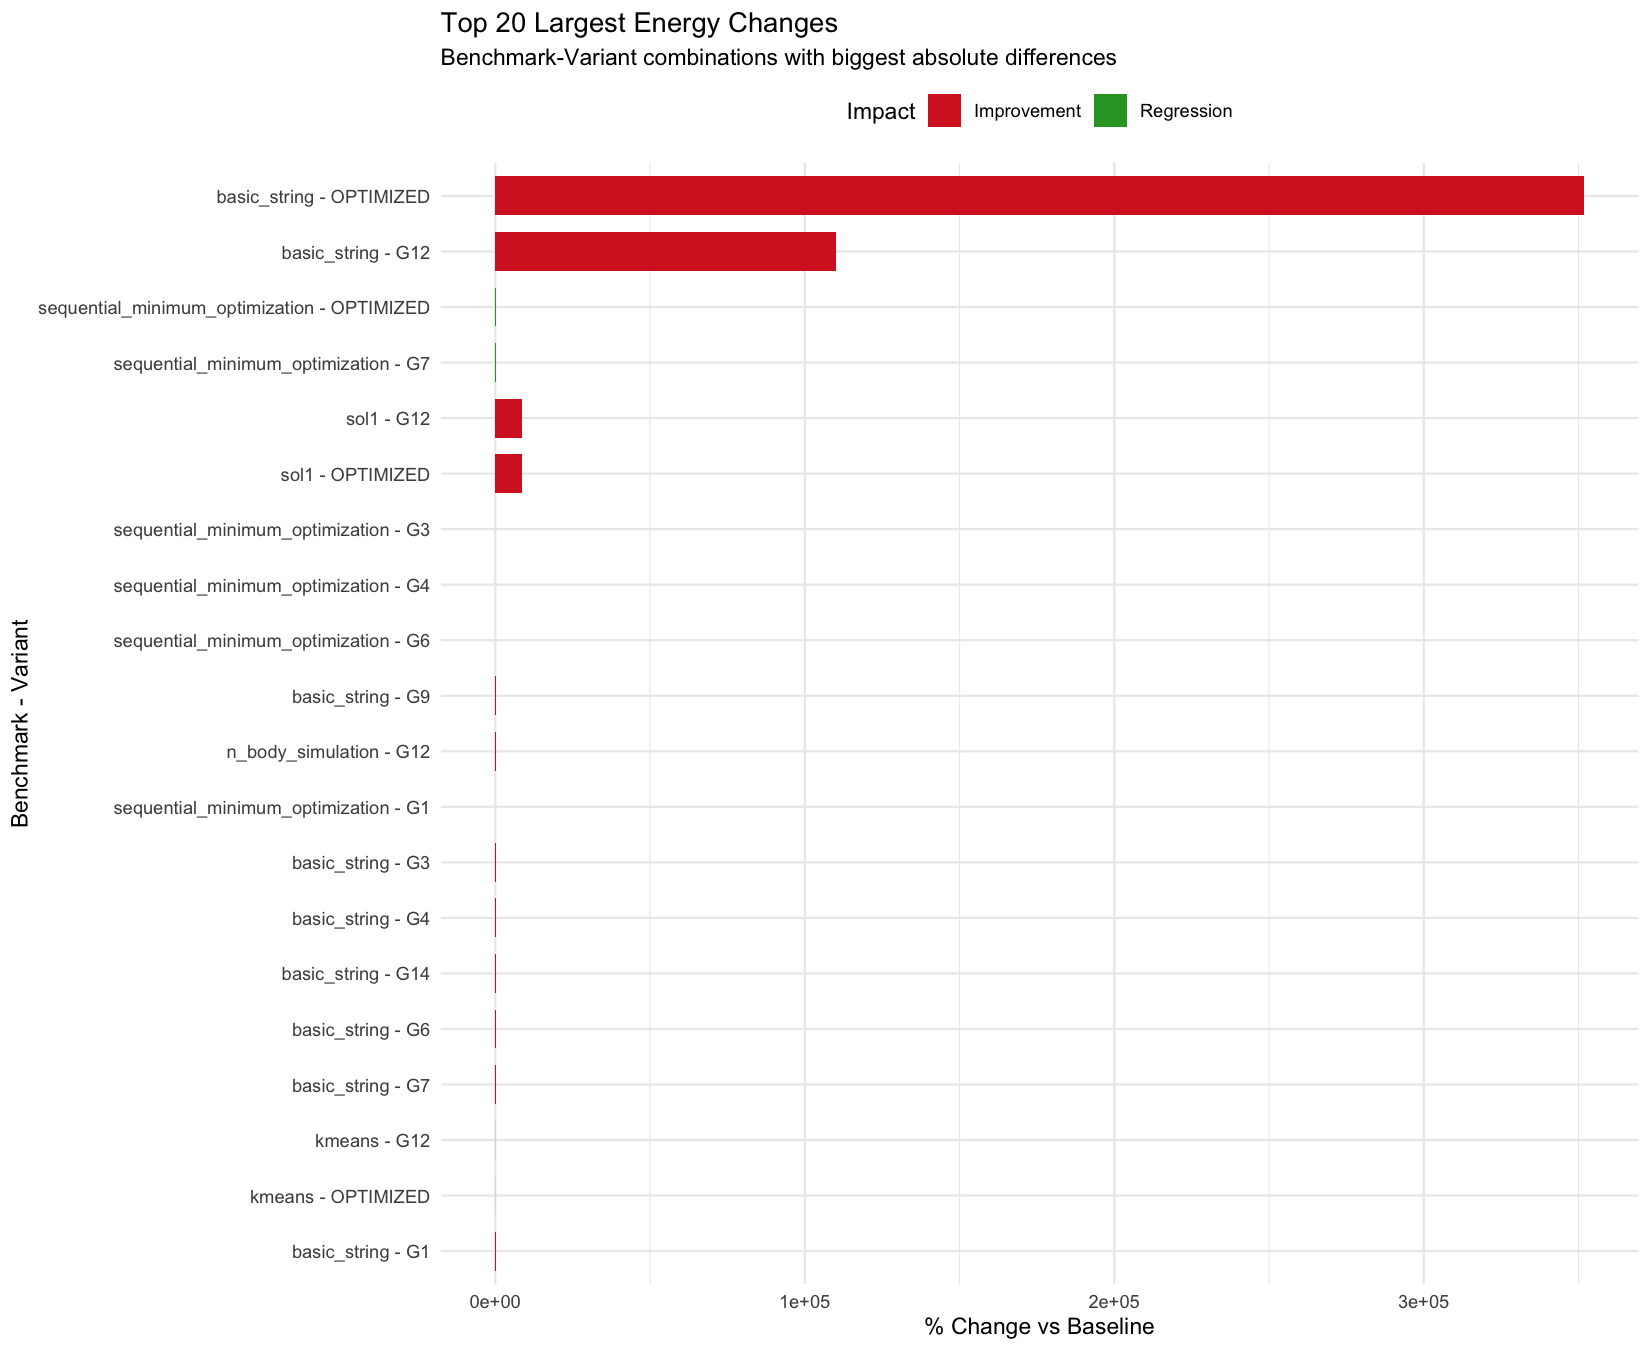 Top 20 Largest Energy Changes
Benchmark-Variant combinations with biggest absolute differences
Impact Improvement Regression
basic_string - OPTIMIZED
basic_string - G12
sequential_minimum_optimization - OPTIMIZED
sequential_minimum_optimization - G7
sol1 - G12
sol1 - OPTIMIZED
sequential_minimum_optimization - G3
sequential_minimum_optimization - G4
sequential_minimum_optimization - G6
basic_string - G9
n_body_simulation - G12
sequential_minimum_optimization - G1
basic_string - G3
basic_string - G4
basic_string - G14
basic_string - G6
basic_string - G7
kmeans - G12
kmeans - OPTIMIZED
basic_string - G1
Benchmark - Variant
0e+00 1e+05 2e+05 3e+05
% Change vs Baseline